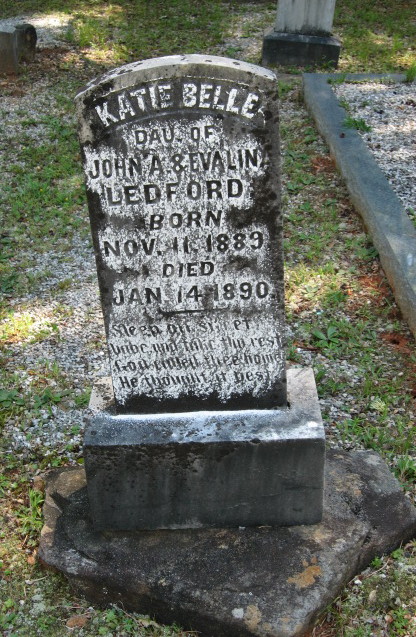 KATIE BELLE
DAU. OF
JOHN A. & EVALINA
LEDFORD
BORN
NOV. 11. 1889
DIED
JAN. 14. 1890.
Sleep on sweet
babe and take thy rest
God called thee home
He thought it best